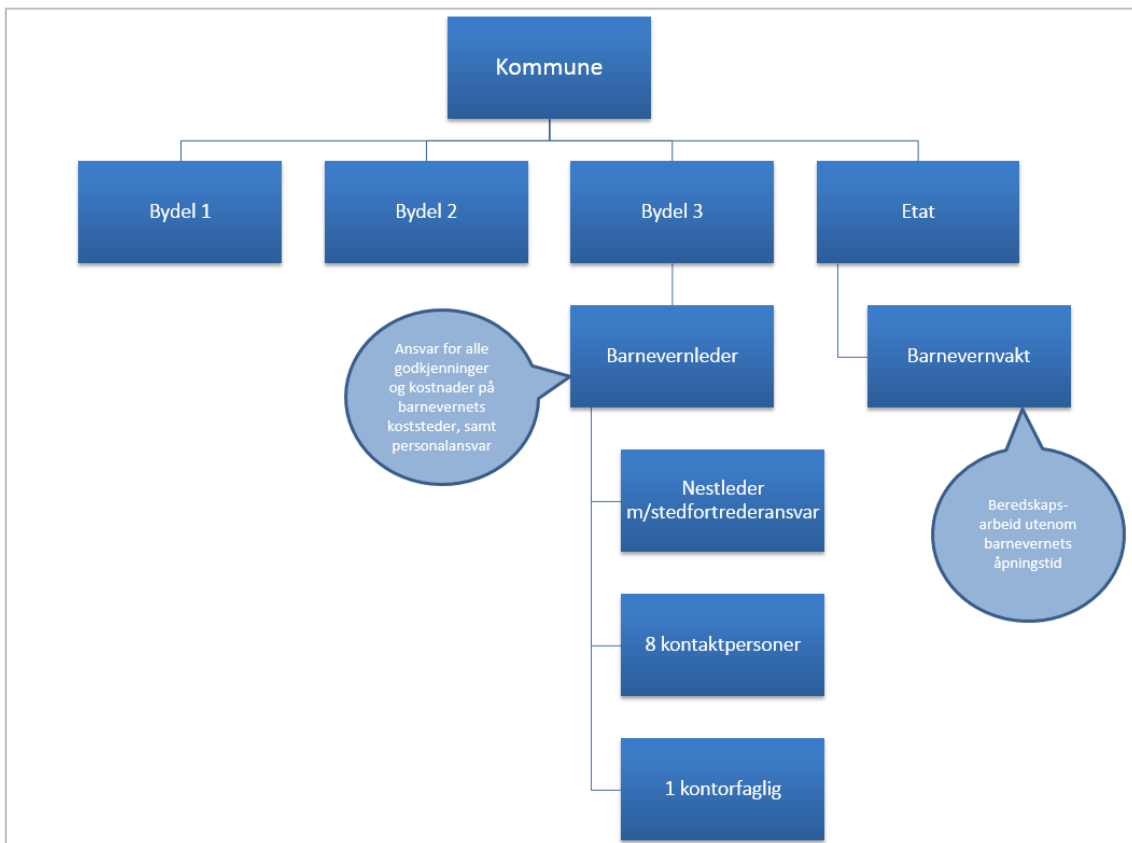 Kommune
Bydel 1
Bydel 2
Bydel 3
Etat
Ansvar for alle
godkjenninger
og kostnader på
barnevernets
koststeder, samt
personalansvar
Barnevernleder
Barnevernvakt
Nestleder
m/stedfortrederansvar
Beredskaps-
arbeid utenom
barnevernets
åpningstid
8 kontaktpersoner
1 kontorfaglig